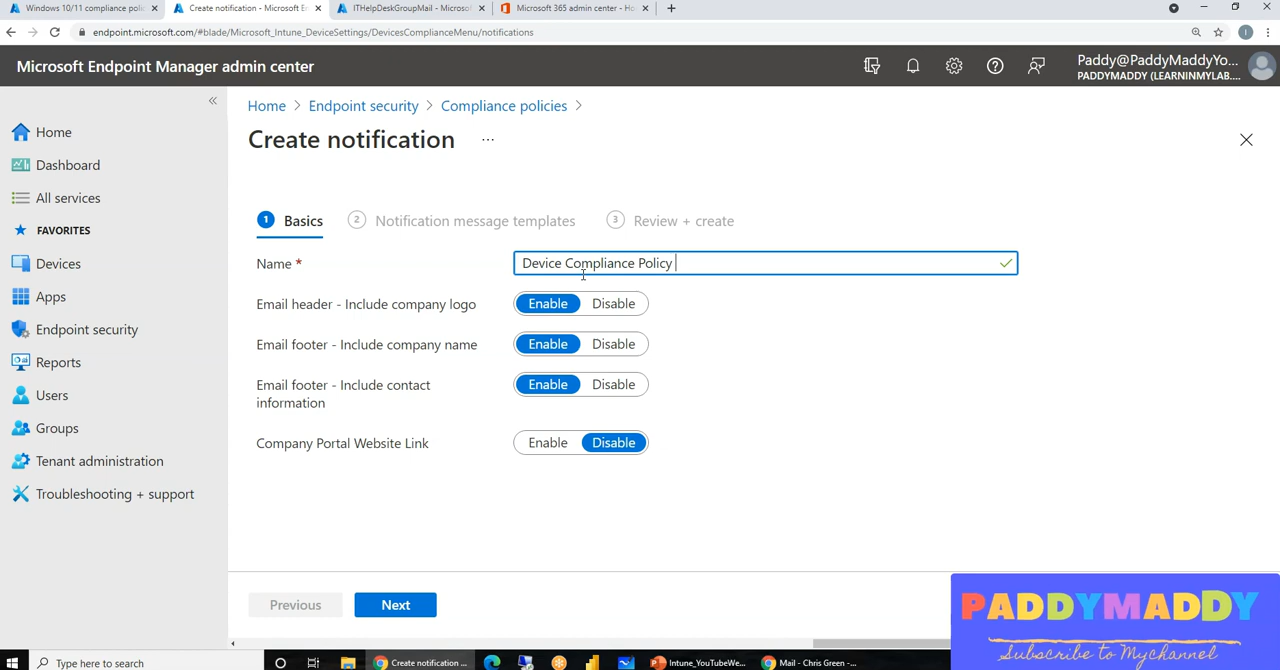 Windows 10/11 compliance polic
Create notification - Microsoft E
ITHelpDeskGroupMail - Microsof
Microsoft 365 admin center - Ho
endpoint.microsoft.com/#blade/Microsoft_Intune_DeviceSettings/DevicesComplianceMenu/notifications
Microsoft Endpoint Manager admin center
Paddy@PaddyMaddyYo...
PADDYMADDY (LEARNINMYLAB....
Home > Endpoint security > Compliance policies >
Create notification ...
Home
Dashboard
All services
FAVORITES
Devices
Apps
Endpoint security
Reports
Users
Groups
Tenant administration
Troubleshooting + support
1 Basics
2 Notification message templates
3 Review + create
Name * Device Compliance Policy
Email header - Include company logo Enable Disable
Email footer - Include company name Enable Disable
Email footer - Include contact
information
Enable Disable
Company Portal Website Link Enable Disable
Previous Next
PADDYMADDY
Subscribe to Mychannel
Type here to search
Create notification ...
Intune_YouTubeWe...
Mail - Chris Green -...